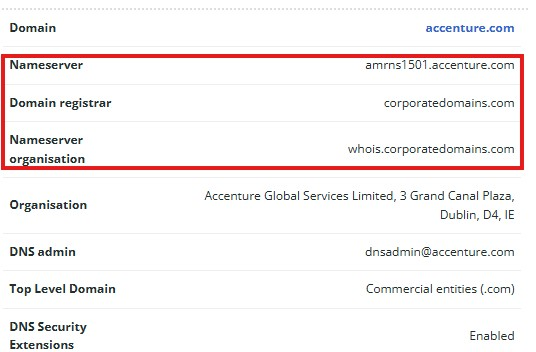 Domain accenture.com
Nameserver amrns1501.accenture.com
Domain registrar corporatedomains.com
Nameserver
organisation whois.corporatedomains.com
Organisation Accenture Global Services Limited, 3 Grand Canal Plaza,
Dublin, D4, IE
DNS admin dnsadmin@accenture.com
Top Level Domain Commercial entities (.com)
DNS Security
Extensions Enabled